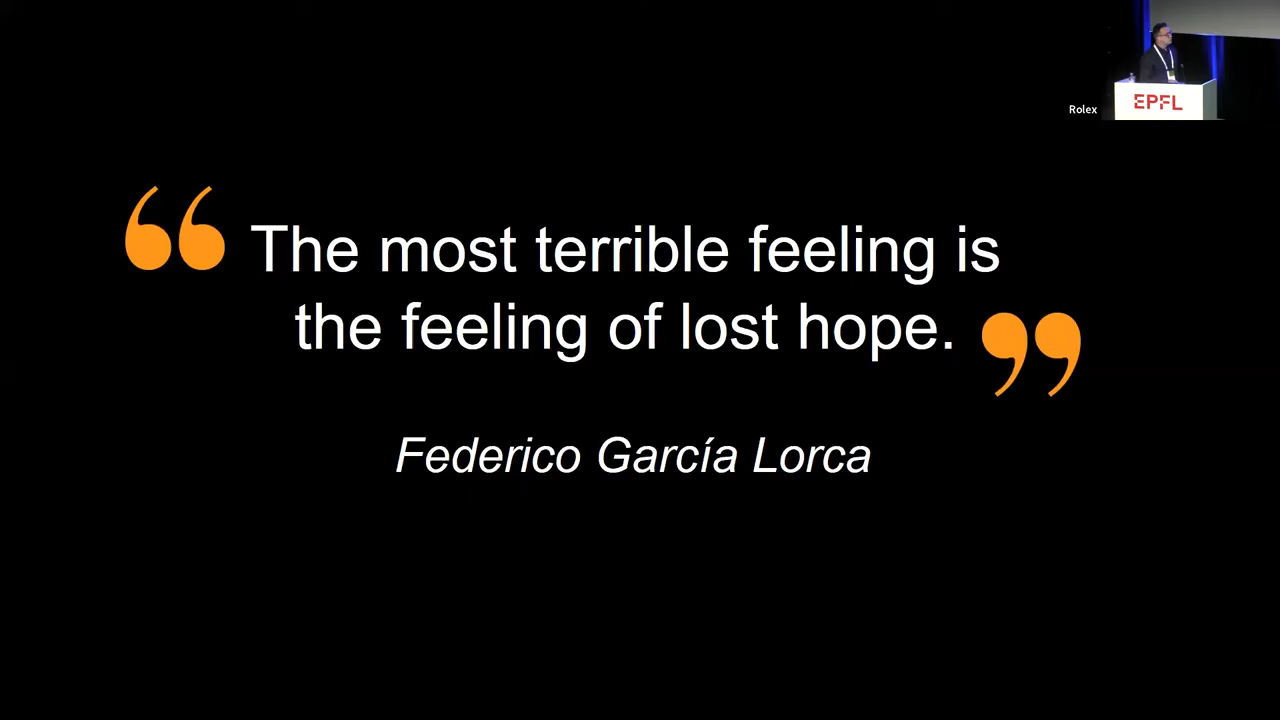 Rolex
EPFL
“The most terrible feeling is
the feeling of lost hope.”
Federico García Lorca